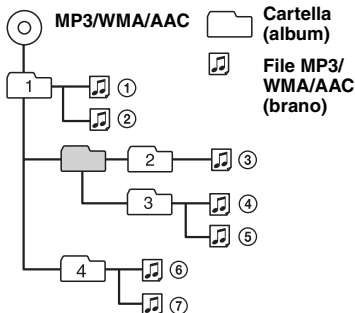 MP3/WMA/AAC
Cartella
(album)
File MP3/
WMA/AAC
(brano)
1
①
②
2
③
3
④
⑤
4
⑥
⑦